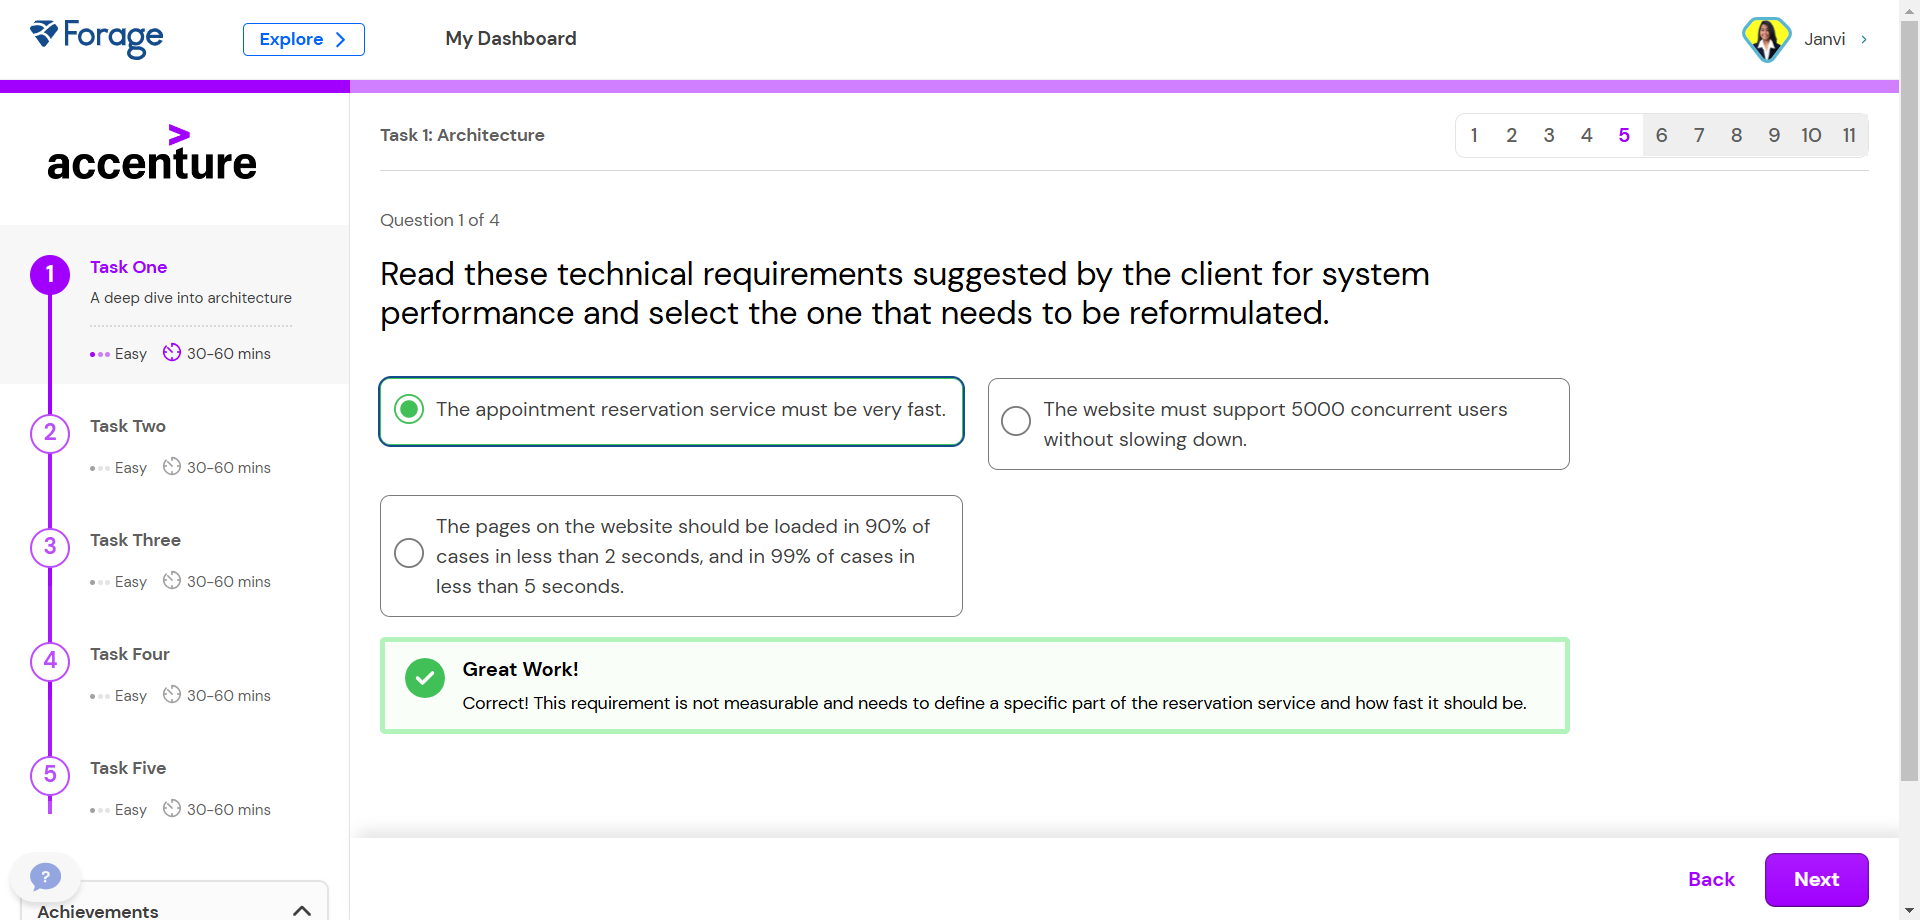 Forage
Explore
My Dashboard
Janvi
accenture
Task One
A deep dive into architecture
Easy 30-60 mins
Task Two
Easy 30-60 mins
Task Three
Easy 30-60 mins
Task Four
Easy 30-60 mins
Task Five
Easy 30-60 mins
Achievements
1
2
3
4
5
?
Task 1: Architecture
1 2 3 4 5 6 7 8 9 10 11
Question 1 of 4
Read these technical requirements suggested by the client for system
performance and select the one that needs to be reformulated.
The appointment reservation service must be very fast.
The website must support 5000 concurrent users
without slowing down.
The pages on the website should be loaded in 90% of
cases in less than 2 seconds, and in 99% of cases in
less than 5 seconds.
Great Work!
Correct! This requirement is not measurable and needs to define a specific part of the reservation service and how fast it should be.
Back
Next